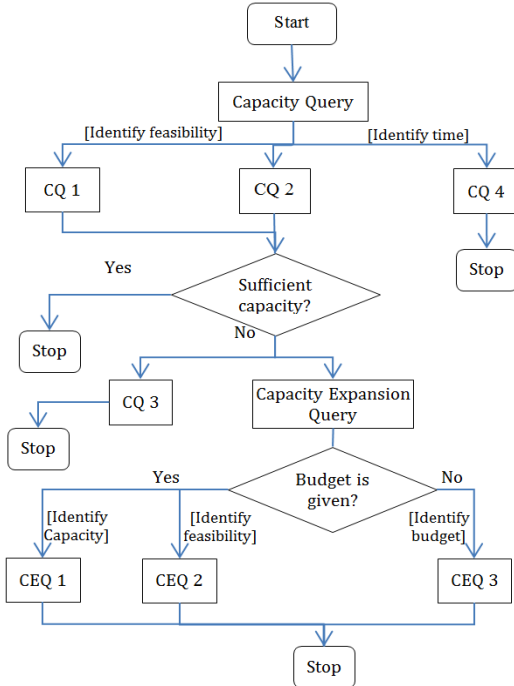 Start
Capacity Query
[Identify feasibility]
[Identify time]
CQ 1
CQ 2
CQ 4
Stop
Yes
Sufficient
capacity?
No
Stop
CQ 3
Capacity Expansion
Query
Stop
Yes
Budget is
given?
No
[Identify
Capacity]
[Identify
feasibility]
[Identify
budget]
CEQ 1
CEQ 2
CEQ 3
Stop